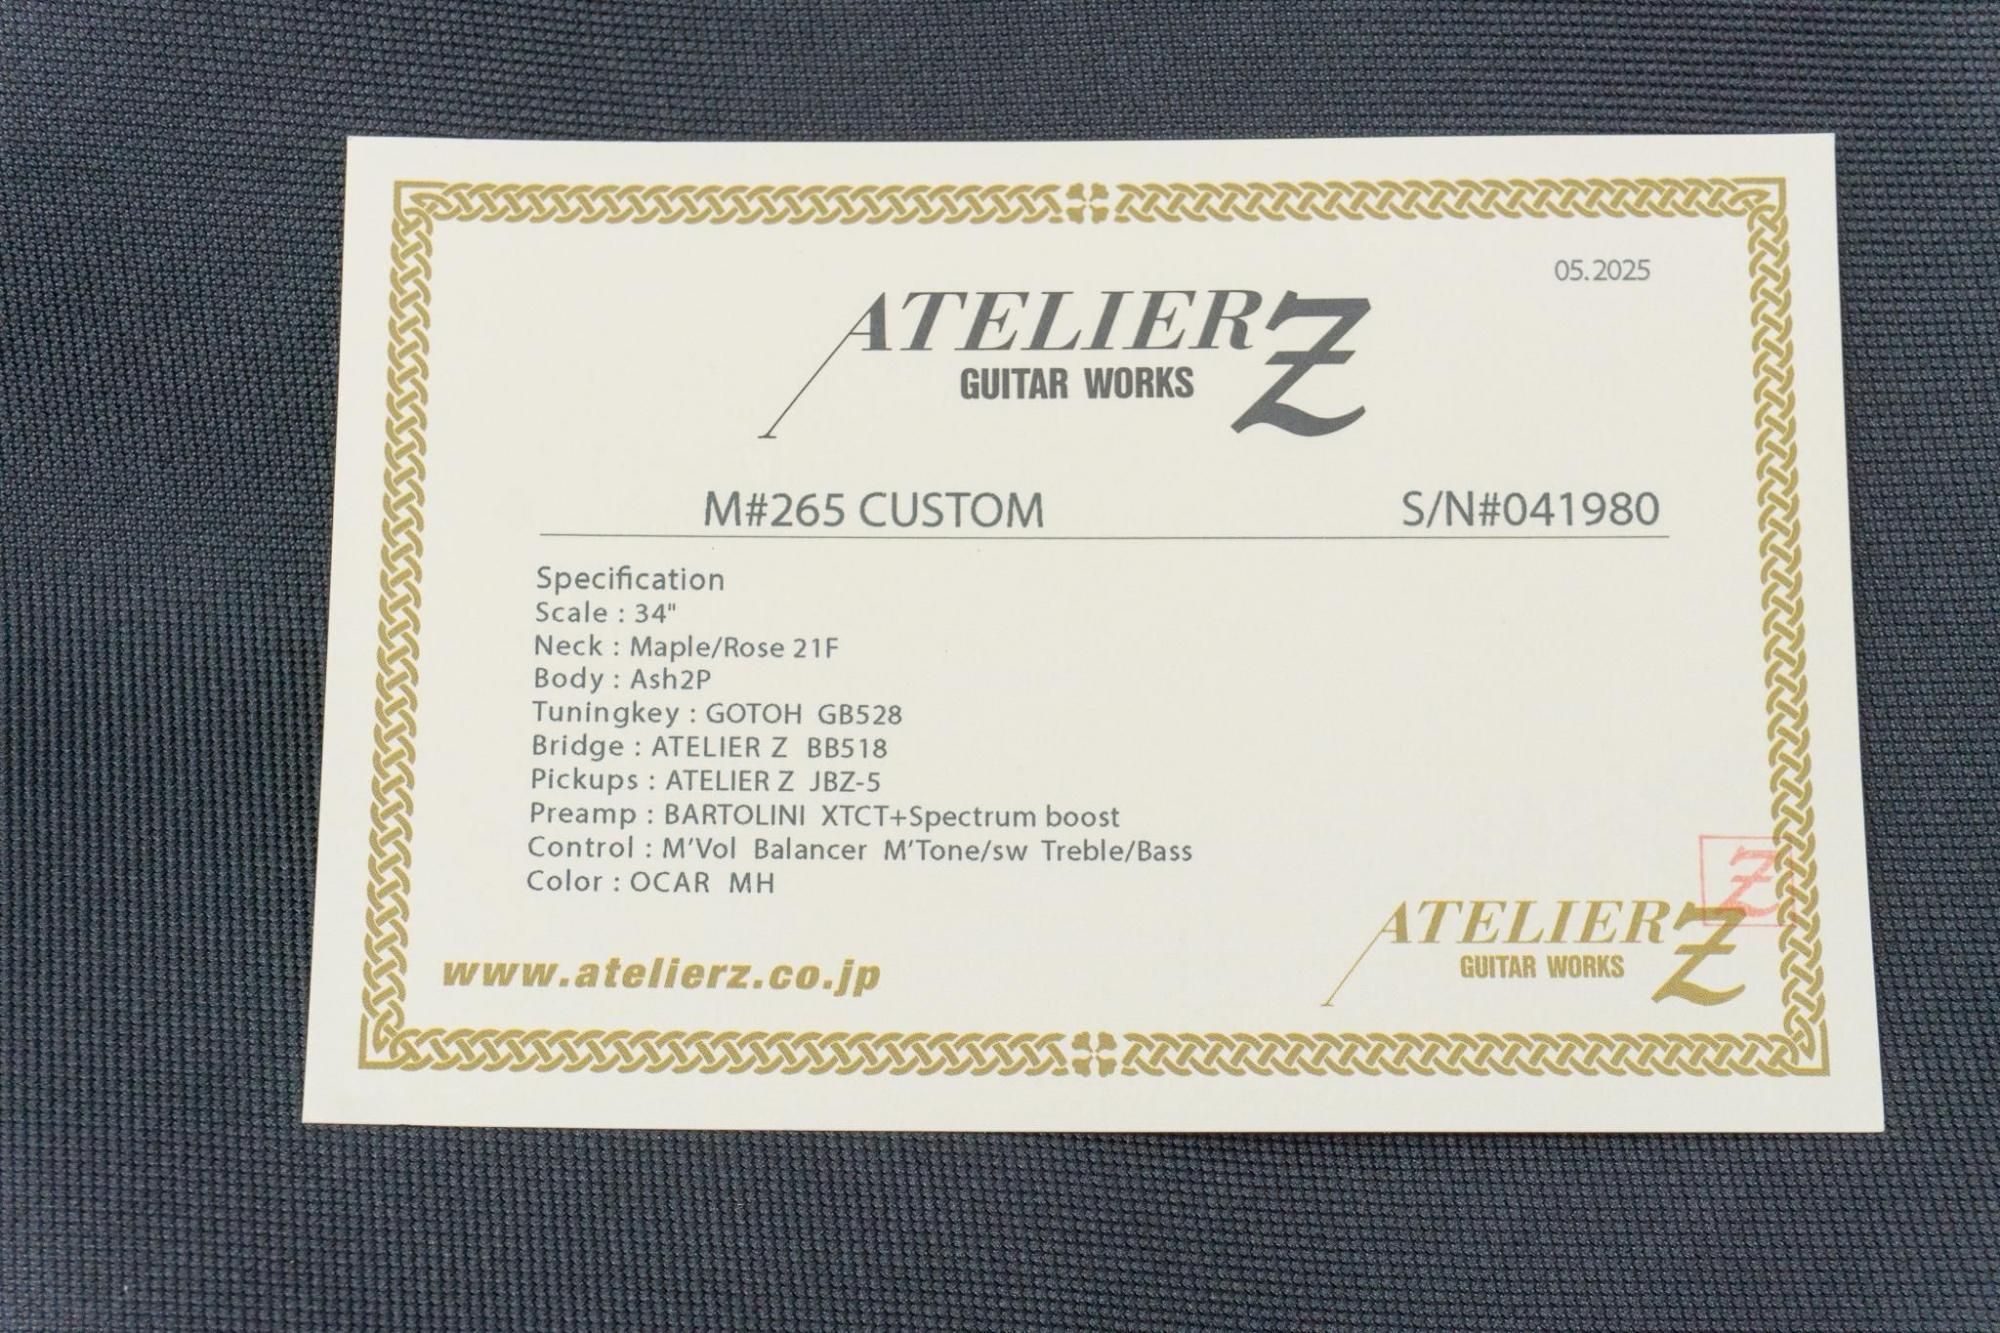 05.2025
ATELIER Z
GUITAR WORKS
M#265 CUSTOM S/N#041980
Specification
Scale : 34"
Neck : Maple/Rose 21F
Body : Ash2P
Tuningkey : GOTOH GB528
Bridge : ATELIER Z BB518
Pickups : ATELIER Z JBZ-5
Preamp : BARTOLINI XTCT+Spectrum boost
Control : M'Vol Balancer M'Tone/sw Treble/Bass
Color : OCAR MH
Z
ATELIER Z
GUITAR WORKS
www.atelierz.co.jp